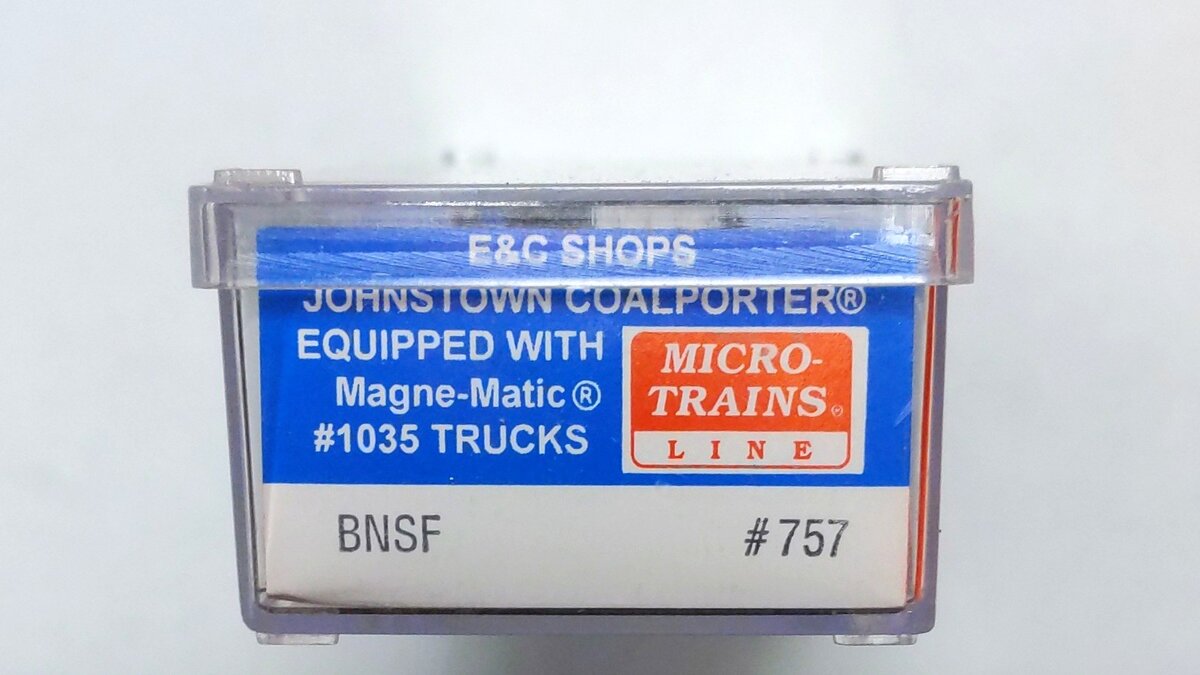 E&C SHOPS
JOHNSTOWN COALPORTER®
EQUIPPED WITH
Magne-Matic®
#1035 TRUCKS
MICRO-
TRAINS®
LINE
BNSF #757